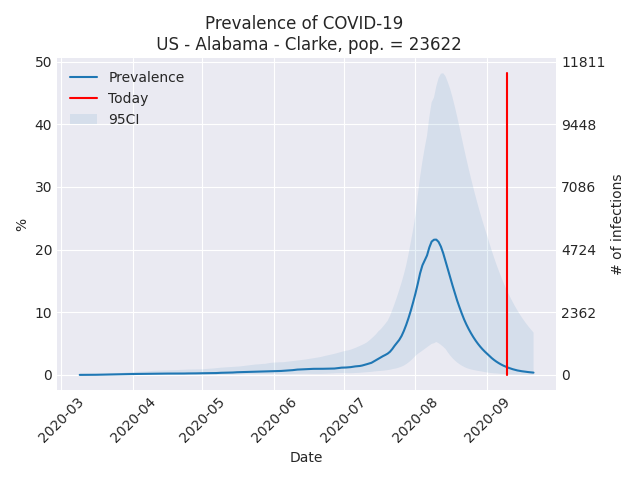 Prevalence of COVID-19
US - Alabama - Clarke, pop. = 23622
Prevalence
Today
95CI
%
50
40
30
20
10
0
11811
9448
7086
4724
2362
0
# of infections
2020-03
2020-04
2020-05
2020-06
2020-07
2020-08
2020-09
Date